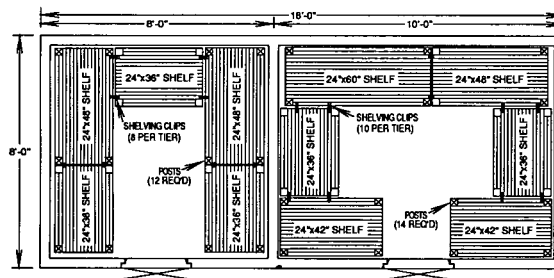 18'-0"
8'-0"
10'-0"
8'-0"
24"x48" SHELF
24"x36" SHELF
24"x36" SHELF
SHELVING CLIPS
(8 PER TIER)
POSTS
(12 REQ'D)
24"x48" SHELF
24"x36" SHELF
24"x60" SHELF
24"x48" SHELF
SHELVING CLIPS
(10 PER TIER)
24"x36" SHELF
24"x36" SHELF
POSTS
(14 REQ'D)
24"x42" SHELF
24"x42" SHELF